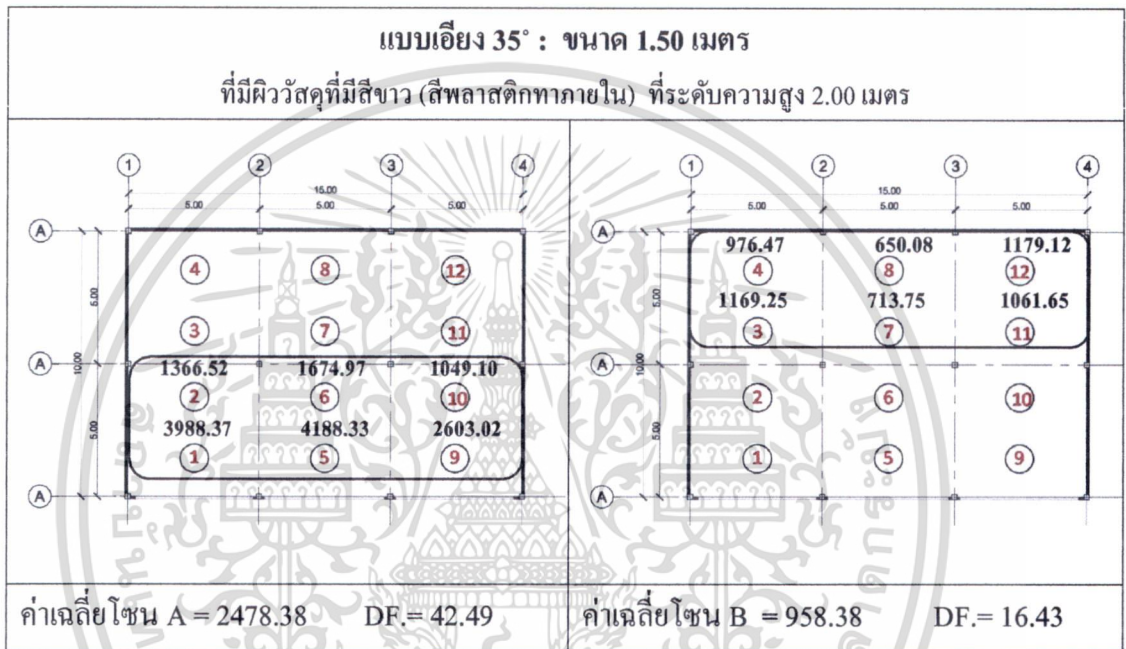 แบบเอียง 35° : ขนาด 1.50 เมตร
ที่มีผิววัสดุที่มีสีขาว (สีพลาสติกทาภายใน) ที่ระดับความสูง 2.00 เมตร
1 2 3 4
15.00
5.00 5.00 5.00
A
4 8 12
5.00
3 7 11
10.00
A
1366.52 1674.97 1049.10
2 6 10
5.00
3988.37 4188.33 2603.02
1 5 9
A
1 2 3 4
15.00
5.00 5.00 5.00
A
976.47 650.08 1179.12
4 8 12
5.00
1169.25 713.75 1061.65
3 7 11
10.00
A
2 6 10
5.00
1 5 9
A
ค่าเฉลี่ยโซน A = 2478.38 DF.= 42.49
ค่าเฉลี่ยโซน B = 958.38 DF.= 16.43